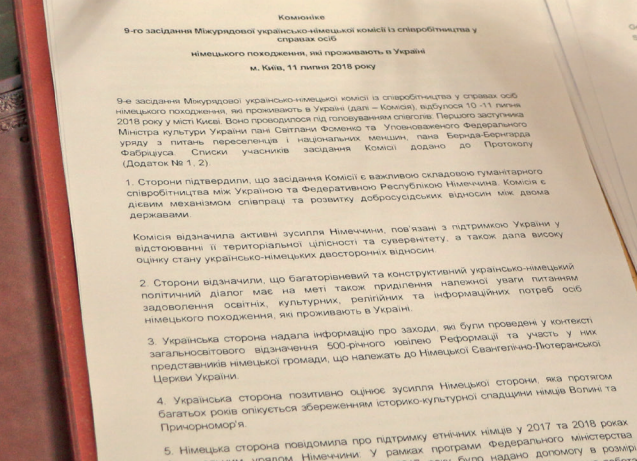 Комюніке
9-го засідання Міжурядової українсько-німецької комісії із співробітництва у
справах осіб
німецького походження, які проживають в Україні
м. Київ, 11 липня 2018 року
9-е засідання Міжурядової українсько-німецької комісії із співробітництва у справах осіб
німецького походження, які проживають в Україні (далі – Комісія), відбулося 10 -11 липня
2018 року у місті Києві. Воно проводилося під головуванням співголів: Першого заступника
Міністра культури України пані Світлани Фоменко та Уповноваженого Федерального
уряду з питань переселенців і національних меншин, пана Бернда-Бернгарда
Фабріціуса. Списки учасників засідання Комісії додано до Протоколу
(Додаток № 1, 2).
1. Сторони підтвердили, що засідання Комісії є важливою складовою гуманітарного
співробітництва між Україною та Федеративною Республікою Німеччина. Комісія є
дієвим механізмом співпраці та розвитку добросусідських відносин між двома
державами.
Комісія відзначила активні зусилля Німеччини, пов'язані з підтримкою України у
відстоюванні її територіальної цілісності та суверенітету, а також дала високу
оцінку стану українсько-німецьких двосторонніх відносин.
2. Сторони відзначили, що багаторівневий та конструктивний українсько-німецький
політичний діалог має на меті також приділення належної уваги питанням
задоволення освітніх, культурних, релігійних та інформаційних потреб осіб
німецького походження, які проживають в Україні.
3. Українська сторона надала інформацію про заходи, які були проведені у контексті
загальносвітового відзначення 500-річного ювілею Реформації та участь у них
представників німецької громади, що належать до Німецької Євангелічно-Лютеранської
Церкви України.
4. Українська сторона позитивно оцінює зусилля Німецької сторони, яка протягом
багатьох років опікується збереженням історико-культурної спадщини німців Волині та
Причорномор'я.
5. Німецька сторона повідомила про підтримку етнічних німців у 2017 та 2018 роках
урядом Німеччини. У рамках програми Федерального міністерства
було надано допомогу в розмірі